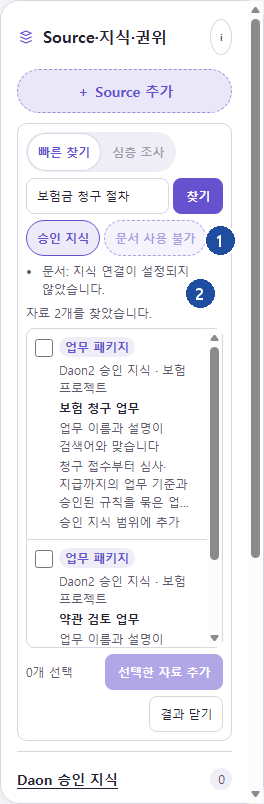 Source·지식·권위
i
+ Source 추가
빠른 찾기
심층 조사
보험금 청구 절차
찾기
승인 지식
문서 사용 불가
1
• 문서: 지식 연결이 설정되지
않았습니다.
2
자료 2개를 찾았습니다.
업무 패키지
Daon2 승인 지식 · 보험
프로젝트
보험 청구 업무
업무 이름과 설명이
검색어와 맞습니다
청구 접수부터 심사·
지급까지의 업무 기준과
승인된 규칙을 묶은 업...
승인 지식 범위에 추가
업무 패키지
Daon2 승인 지식 · 보험
프로젝트
약관 검토 업무
업무 이름과 설명이
0개 선택
선택한 자료 추가
결과 닫기
Daon 승인 지식
0